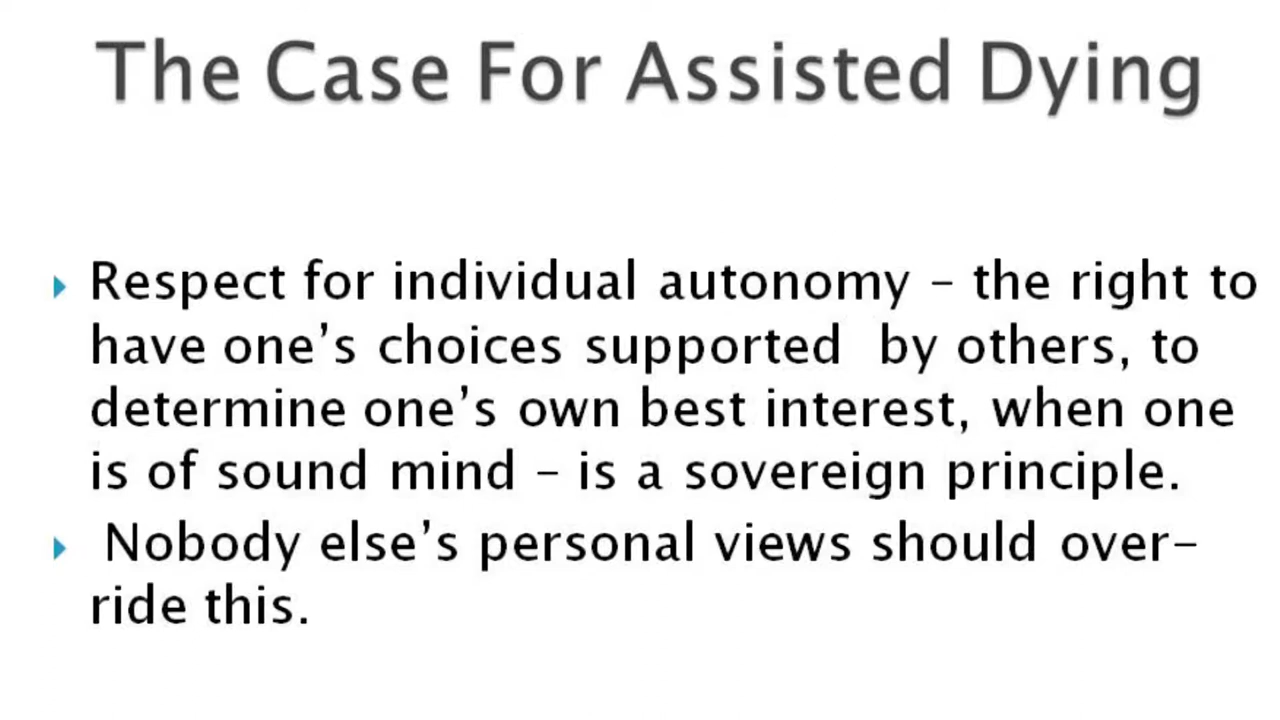 The Case For Assisted Dying
Respect for individual autonomy – the right to
have one’s choices supported  by others, to
determine one’s own best interest, when one
is of sound mind – is a sovereign principle.
Nobody else’s personal views should over-
ride this.